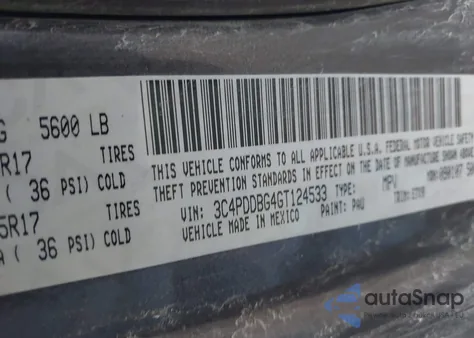 G 5600 LB
R17 TIRES
( 36 PSI) COLD
5R17 TIRES
A ( 36 PSI) COLD
THIS VEHICLE CONFORMS TO ALL APPLICABLE U.S.A. FEDERAL MOTOR VEHICLE SAFE
THEFT PREVENTION STANDARDS IN EFFECT ON THE DATE OF MANUFACTURE SHOWN
VIN: 3C4PDDBG4GT124533 TYPE: MPV
VEHICLE MADE IN MEXICO PAINT: PAU
autoSnap